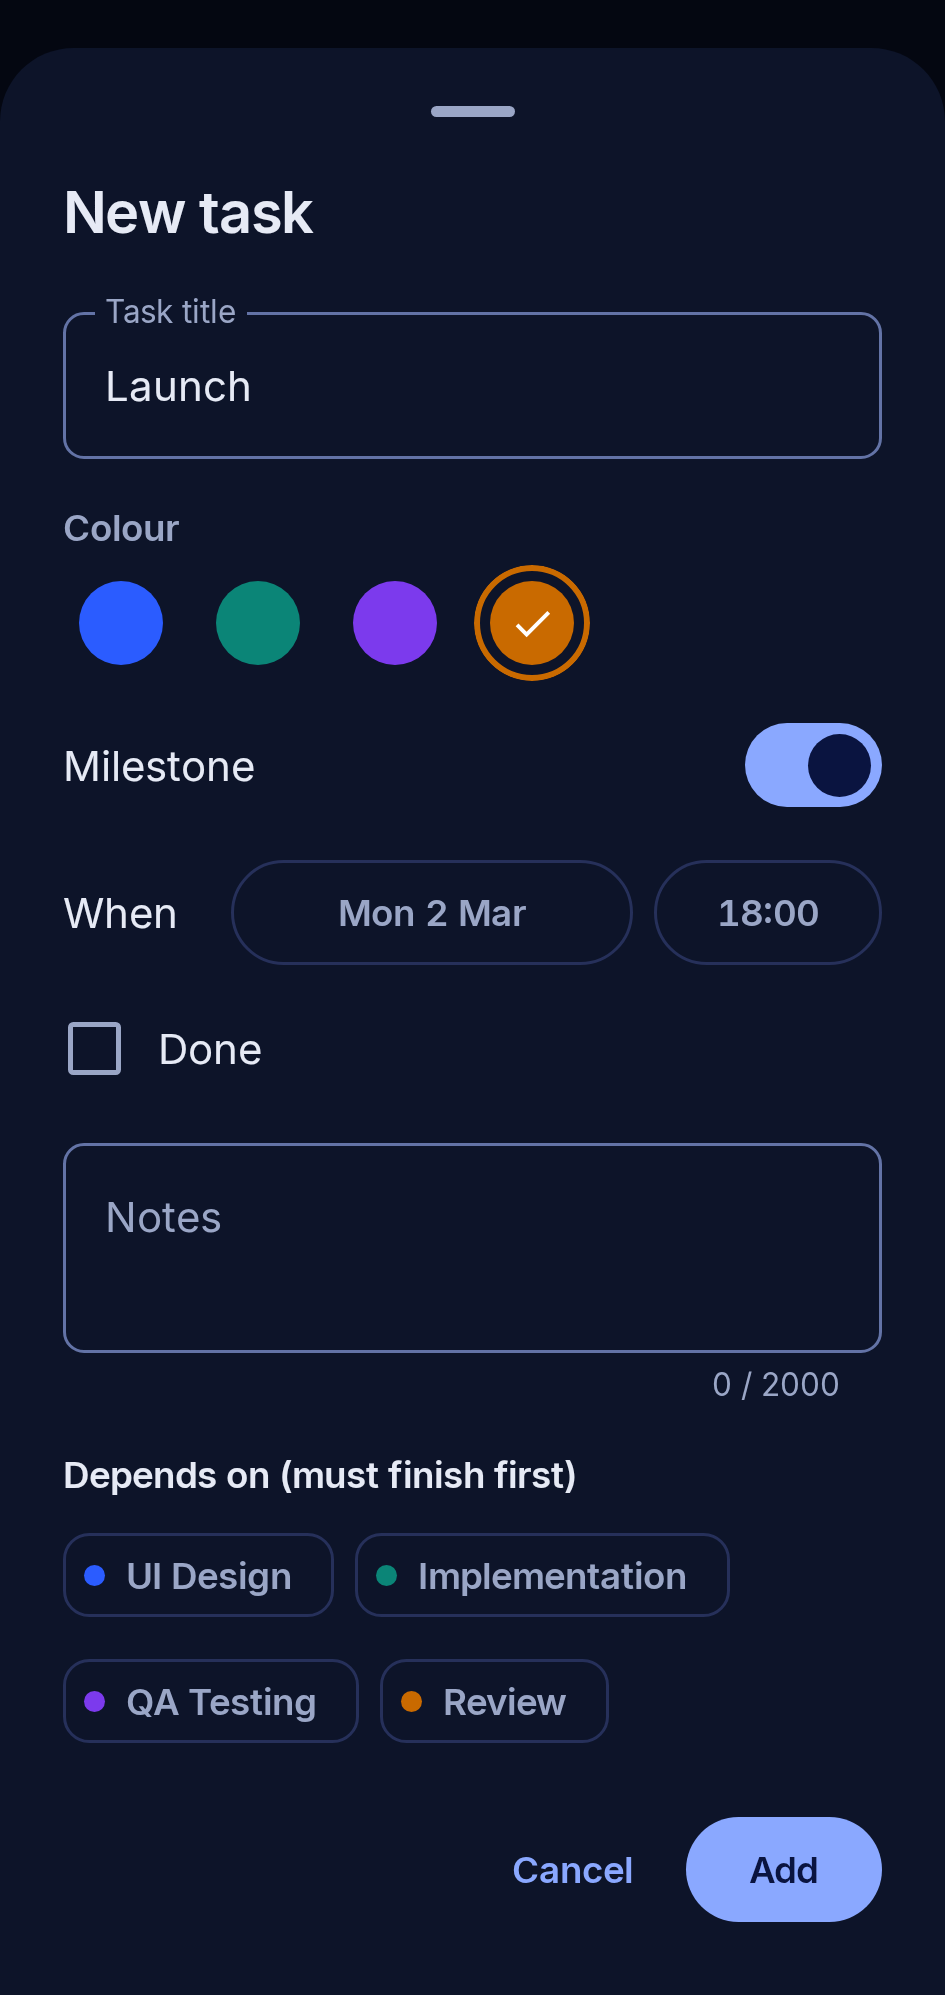 New task
Task title
Launch
Colour
Milestone
When Mon 2 Mar 18:00
Done
Notes
0 / 2000
Depends on (must finish first)
UI Design Implementation
QA Testing Review
Cancel Add